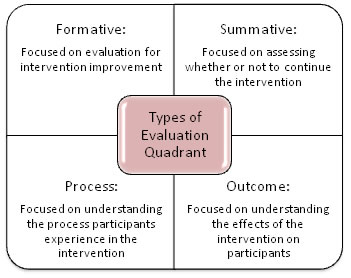 Formative:
Focused on evaluation for
intervention improvement
Summative:
Focused on assessing
whether or not to continue
the intervention
Types of
Evaluation
Quadrant
Process:
Focused on understanding
the process participants
experience in the
intervention
Outcome:
Focused on understanding
the effects of the
intervention on
participants